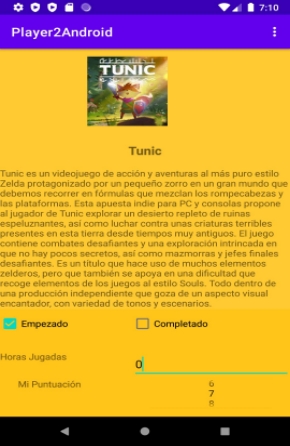 7:10
Player2Android
TUNIC
Tunic
Tunic es un videojuego de acción y aventuras al más puro estilo
Zelda protagonizado por un pequeño zorro en un gran mundo que
debemos recorrer en fórmulas que mezclan los rompecabezas y
las plataformas. Esta apuesta indie para PC y consolas propone
al jugador de Tunic explorar un desierto repleto de ruinas
espeluznantes, así como luchar contra unas criaturas terribles
presentes en esta tierra desde tiempos muy antiguos. El juego
contiene combates desafiantes y una exploración intrincada en
que no hay pocos secretos, así como mazmorras y jefes finales
desafiantes. Es un título que hace uso de muchos elementos
zelderos, pero que también se apoya en una dificultad que
recoge elementos de los juegos al estilo Souls. Todo dentro de
una producción independiente que goza de un aspecto visual
encantador, con variedad de tonos y escenarios.
Empezado Completado
Horas Jugadas 0
6
Mi Puntuación 7
8